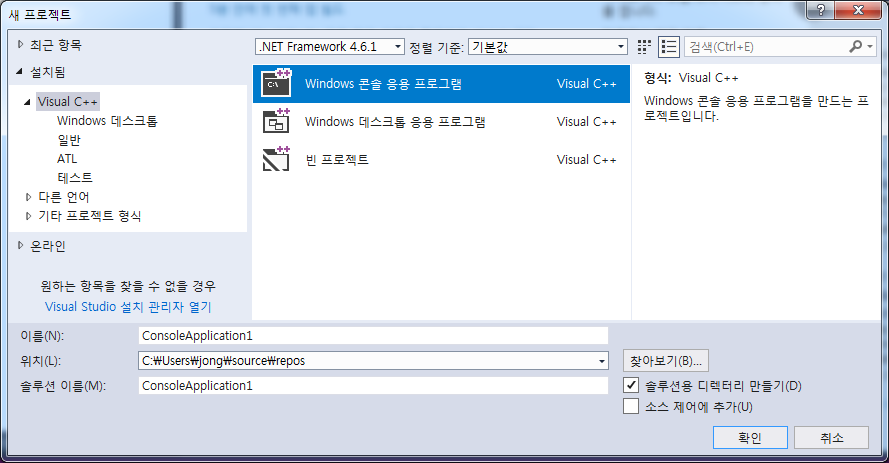 새 프로젝트
최근 항목
.NET Framework 4.6.1
정렬 기준:
기본값
검색(Ctrl+E)
설치됨
Visual C++
Windows 데스크톱
일반
ATL
테스트
다른 언어
기타 프로젝트 형식
온라인
원하는 항목을 찾을 수 없을 경우
Visual Studio 설치 관리자 열기
C:\
Windows 콘솔 응용 프로그램 Visual C++
Windows 데스크톱 응용 프로그램 Visual C++
빈 프로젝트 Visual C++
형식: Visual C++
Windows 콘솔 응용 프로그램을 만드는 프
로젝트입니다.
이름(N): ConsoleApplication1
위치(L): C:₩Users₩jong₩source₩repos 찾아보기(B)...
솔루션 이름(M): ConsoleApplication1
솔루션용 디렉터리 만들기(D)
소스 제어에 추가(U)
확인 취소